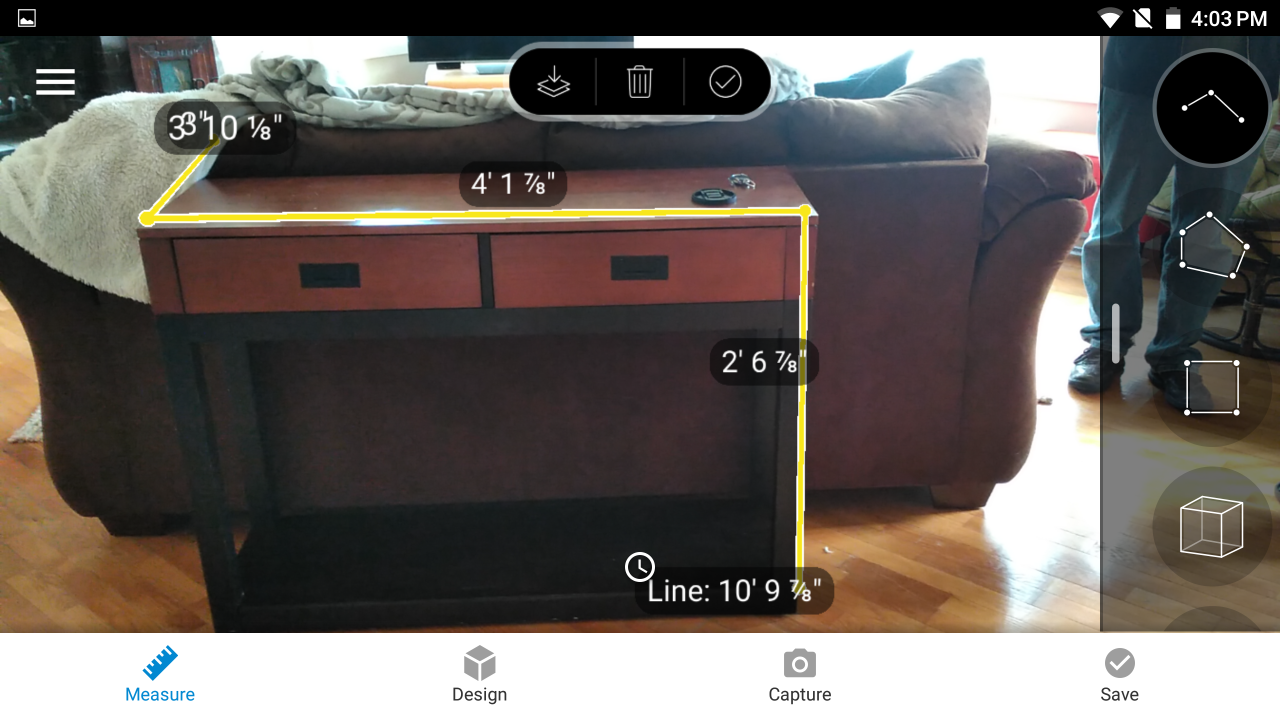 4:03 PM
3' 10 ⅛"
3"
4' 1 ⅞"
2' 6 ⅞"
Line: 10' 9 ⅞"
Measure
Design
Capture
Save